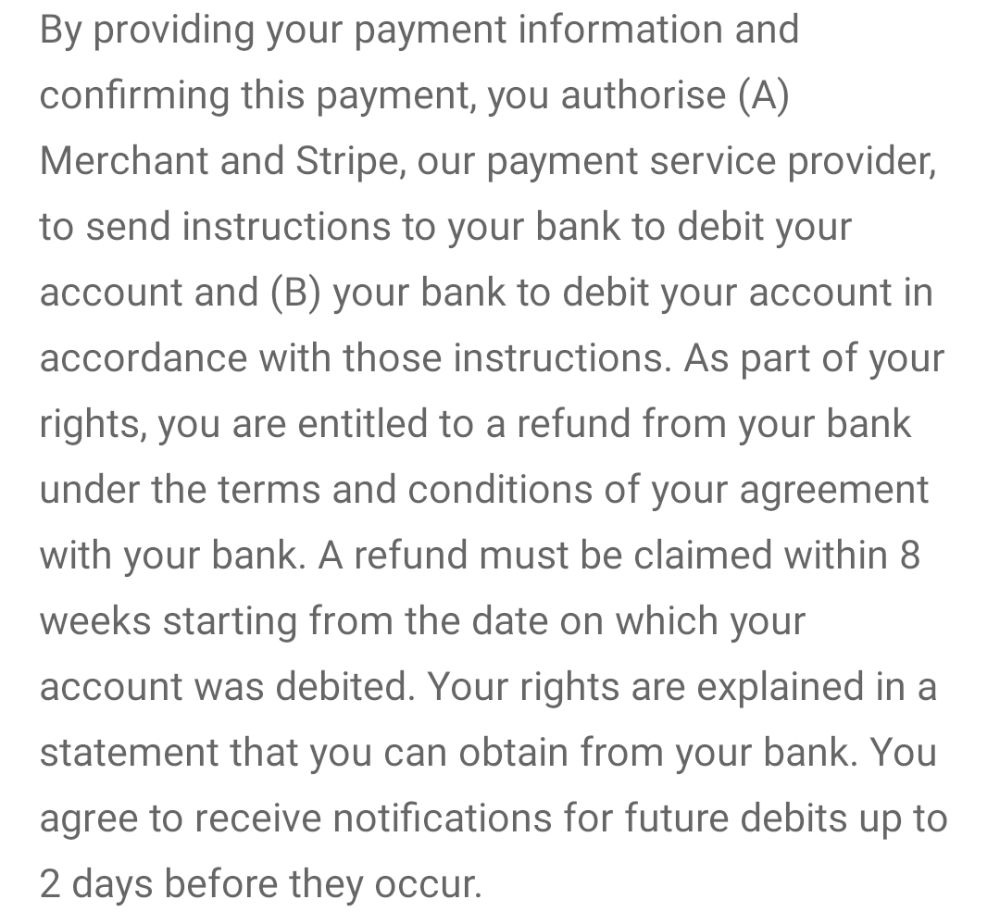 By providing your payment information and
confirming this payment, you authorise (A)
Merchant and Stripe, our payment service provider,
to send instructions to your bank to debit your
account and (B) your bank to debit your account in
accordance with those instructions. As part of your
rights, you are entitled to a refund from your bank
under the terms and conditions of your agreement
with your bank. A refund must be claimed within 8
weeks starting from the date on which your
account was debited. Your rights are explained in a
statement that you can obtain from your bank. You
agree to receive notifications for future debits up to
2 days before they occur.